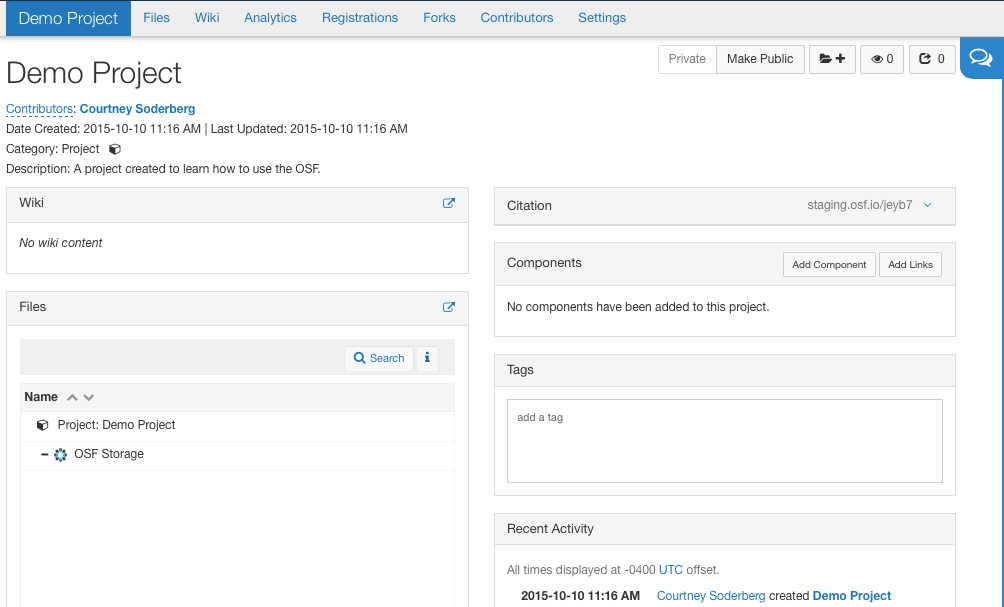 Demo Project Files Wiki Analytics Registrations Forks Contributors Settings
Private Make Public 0 0
Demo Project
Contributors: Courtney Soderberg
Date Created: 2015-10-10 11:16 AM | Last Updated: 2015-10-10 11:16 AM
Category: Project
Description: A project created to learn how to use the OSF.
Wiki
No wiki content
Files
Search i
Name
Project: Demo Project
OSF Storage
Citation staging.osf.io/jeyb7
Components Add Component Add Links
No components have been added to this project.
Tags
add a tag
Recent Activity
All times displayed at -0400 UTC offset.
2015-10-10 11:16 AM Courtney Soderberg created Demo Project